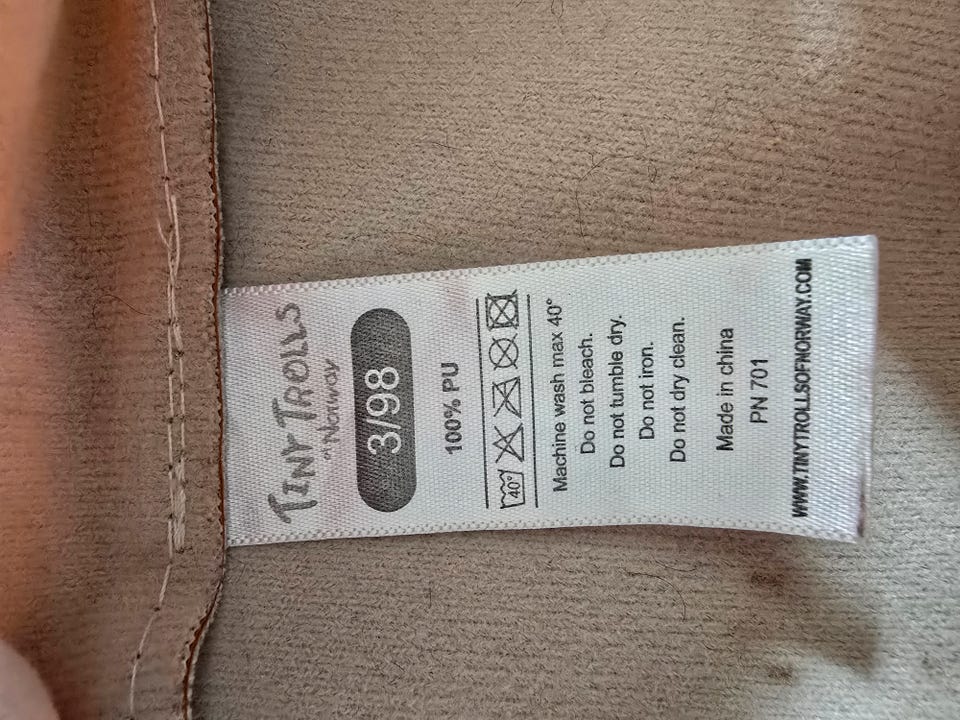 TINY TROLLS
of Norway
3/98
100% PU
40°
Machine wash max 40°
Do not bleach.
Do not tumble dry.
Do not iron.
Do not dry clean.
Made in china
PN 701
WWW.TINYTROLLSOFNORWAY.COM